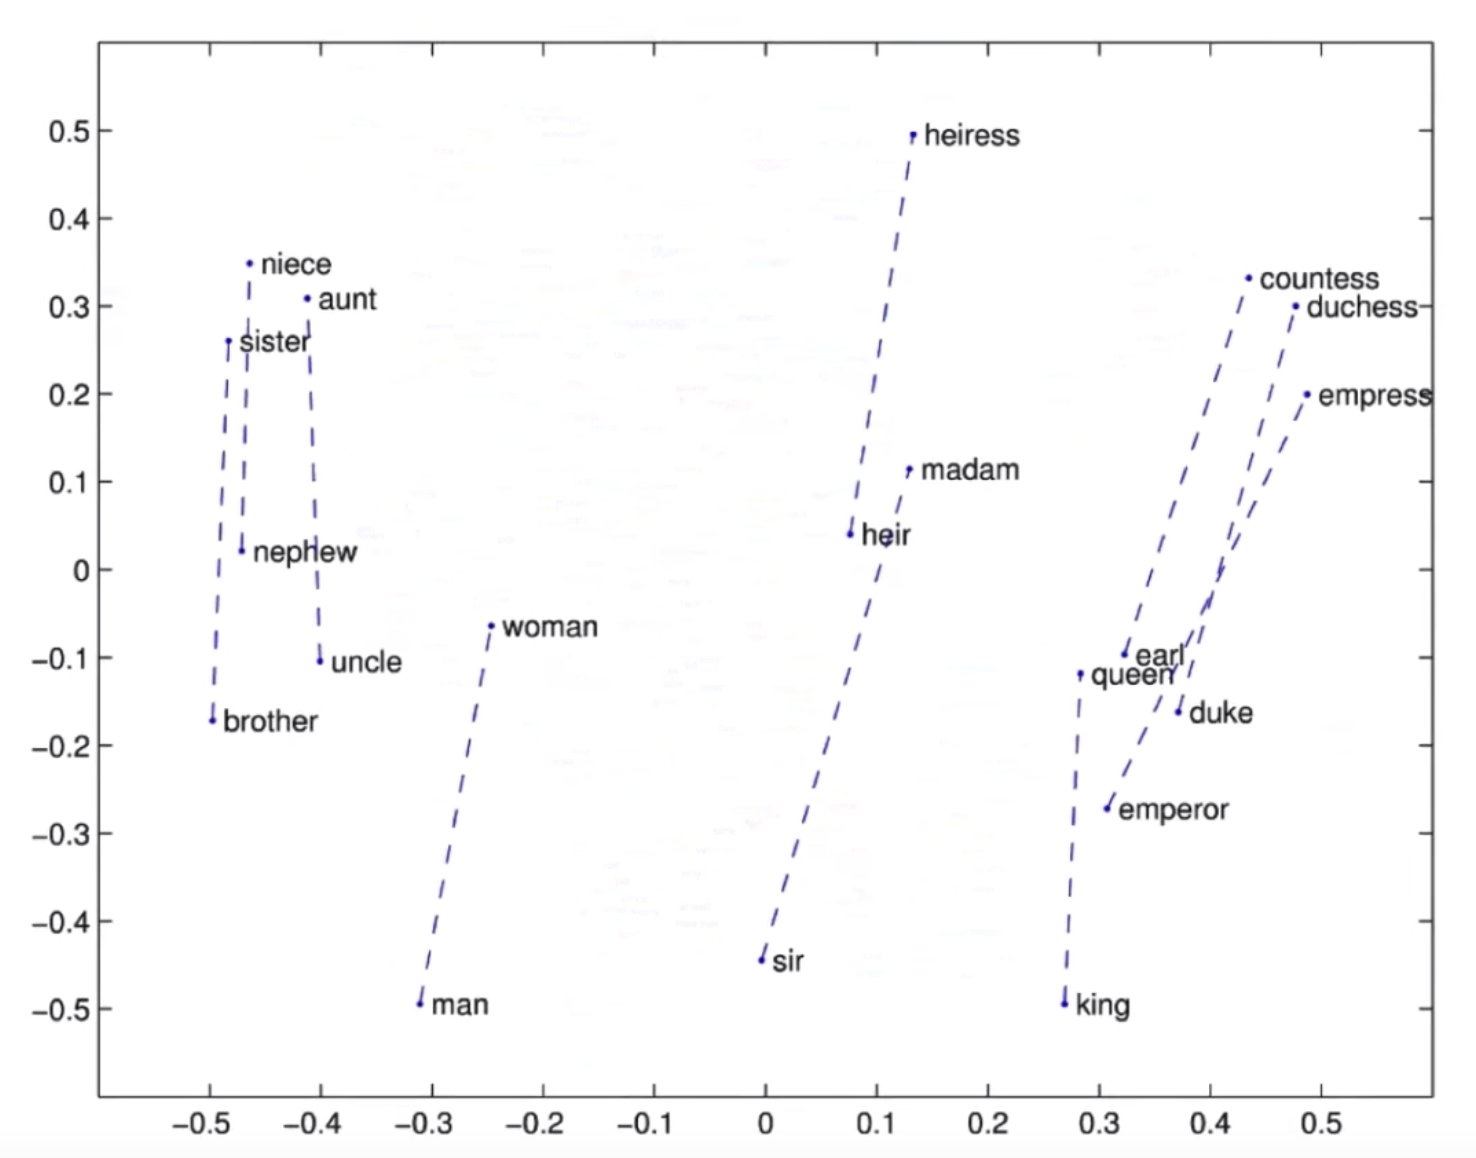 0.5
heiress
0.4
niece
aunt
countess
0.3
duchess
sister
0.2
empress
0.1
madam
heir
nephew
0
woman
−0.1
uncle
earl
queen
brother
duke
−0.2
emperor
−0.3
−0.4
sir
−0.5
man
king
−0.5 −0.4 −0.3 −0.2 −0.1 0 0.1 0.2 0.3 0.4 0.5